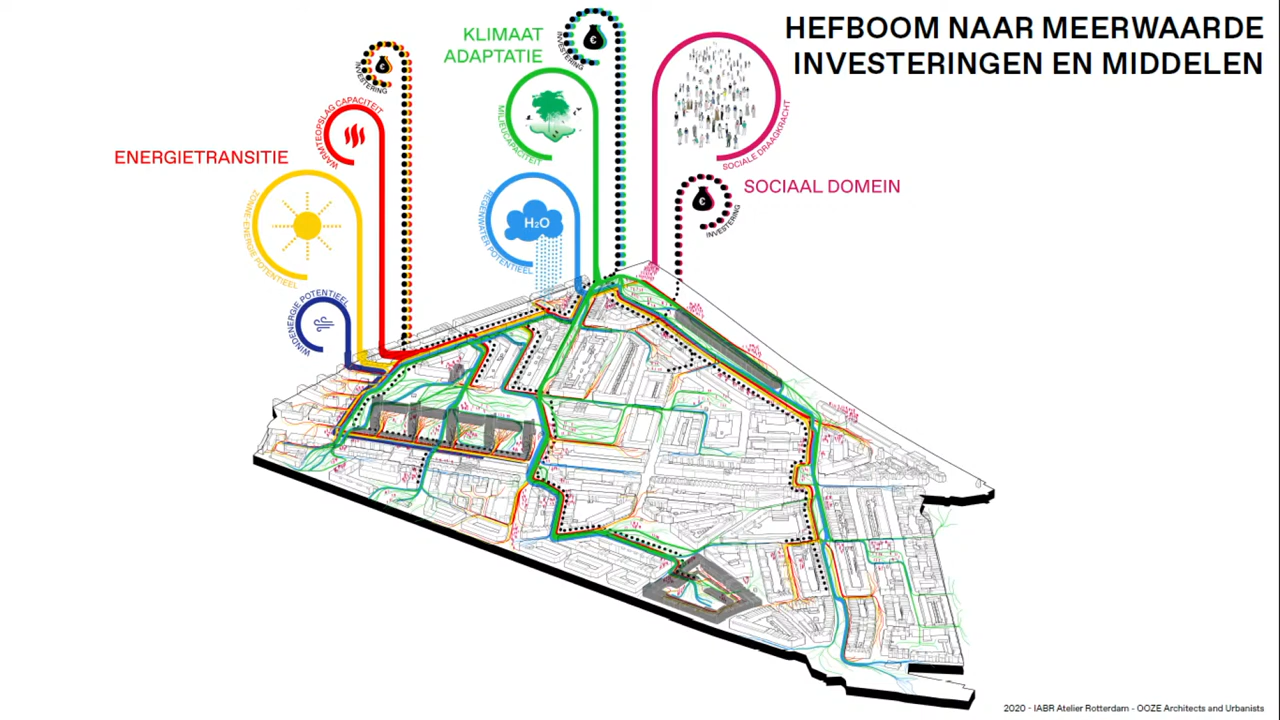 HEFBOOM NAAR MEERWAARDE
INVESTERINGEN EN MIDDELEN
KLIMAAT
ADAPTATIE
INVESTERING
€
INVESTERING
€
WARMTEOPSLAG CAPACITEIT
MILIEUCAPACITEIT
SOCIALE DRAAGKRACHT
ENERGIETRANSITIE
SOCIAAL DOMEIN
ZONNE-ENERGIE POTENTIEEL
REGENWATER POTENTIEEL
H₂O
€
INVESTERING
WINDENERGIE POTENTIEEL
2020 - IABR Atelier Rotterdam - OOZE Architects and Urbanists